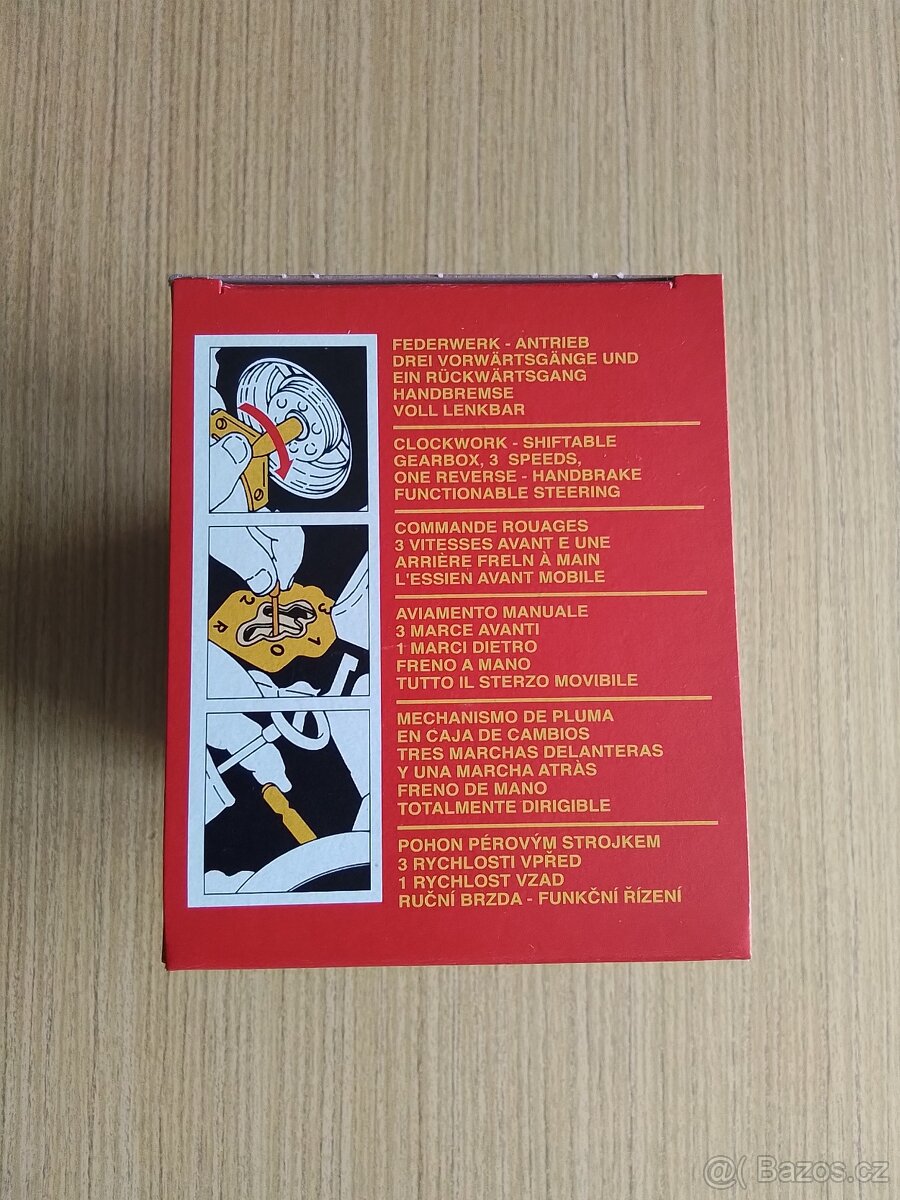 FEDERWERK - ANTRIEB
DREI VORWÄRTSGÄNGE UND
EIN RÜCKWÄRTSGANG
HANDBREMSE
VOLL LENKBAR
CLOCKWORK - SHIFTABLE
GEARBOX, 3 SPEEDS,
ONE REVERSE - HANDBRAKE
FUNCTIONABLE STEERING
COMMANDE ROUAGES
3 VITESSES AVANT E UNE
ARRIÈRE FRELN À MAIN
L'ESSIEN AVANT MOBILE
AVIAMENTO MANUALE
3 MARCE AVANTI
1 MARCI DIETRO
FRENO A MANO
TUTTO IL STERZO MOVIBILE
MECHANISMO DE PLUMA
EN CAJA DE CAMBIOS
TRES MARCHAS DELANTERAS
Y UNA MARCHA ATRÀS
FRENO DE MANO
TOTALMENTE DIRIGIBLE
POHON PÉROVÝM STROJKEM
3 RYCHLOSTI VPŘED
1 RYCHLOST VZAD
RUČNÍ BRZDA - FUNKČNÍ ŘÍZENÍ
2 3
R 1
0
@( Bazos.cz